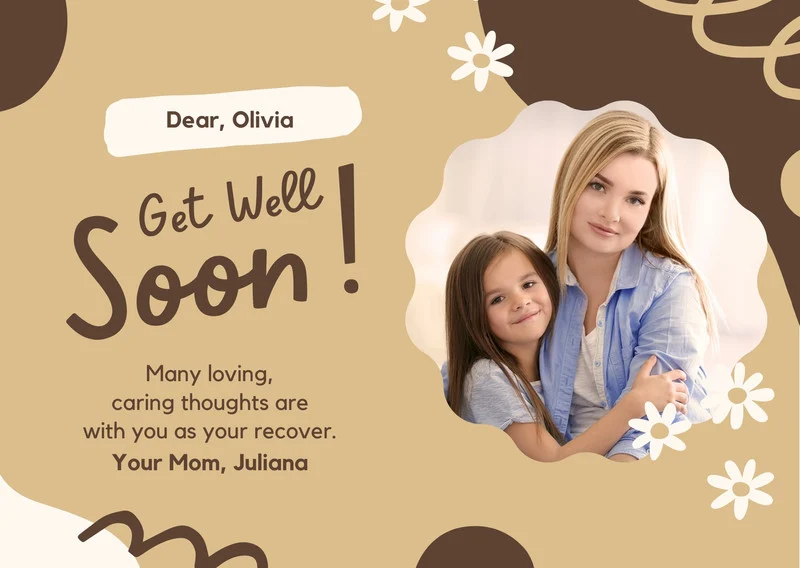 Dear, Olivia
Get Well
Soon!
Many loving,
caring thoughts are
with you as your recover.
Your Mom, Juliana